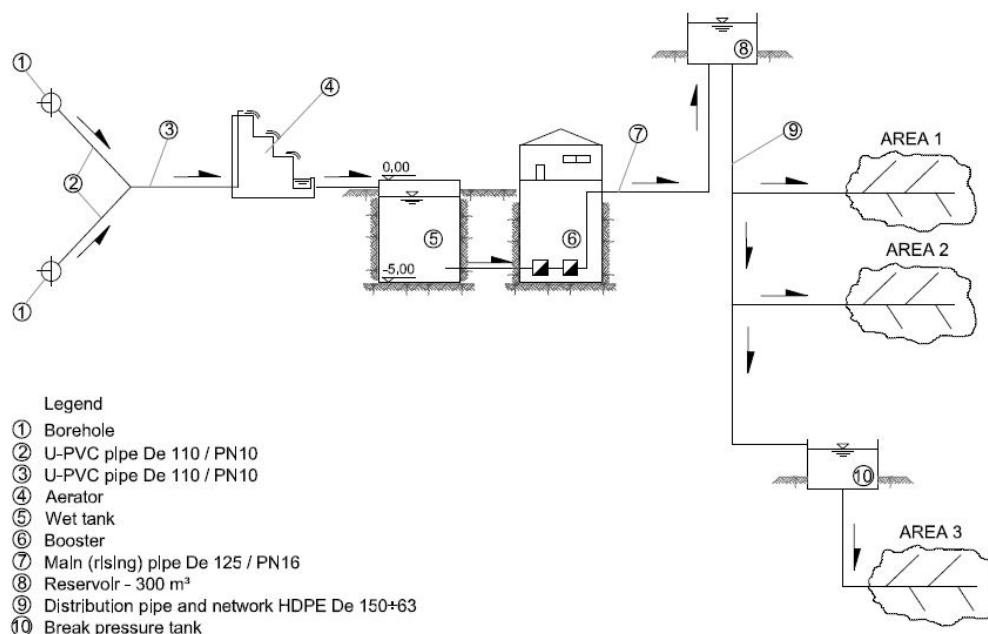 ①
②
③
④
①
0,00
⑤
-5,00
⑥
⑦
⑧
⑨
AREA 1
AREA 2
⑩
AREA 3
Legend
① Borehole
② U-PVC pipe De 110 / PN10
③ U-PVC pipe De 110 / PN10
④ Aerator
⑤ Wet tank
⑥ Booster
⑦ Main (rising) pipe De 125 / PN16
⑧ Reservoir - 300 m³
⑨ Distribution pipe and network HDPE De 150÷63
⑩ Break pressure tank